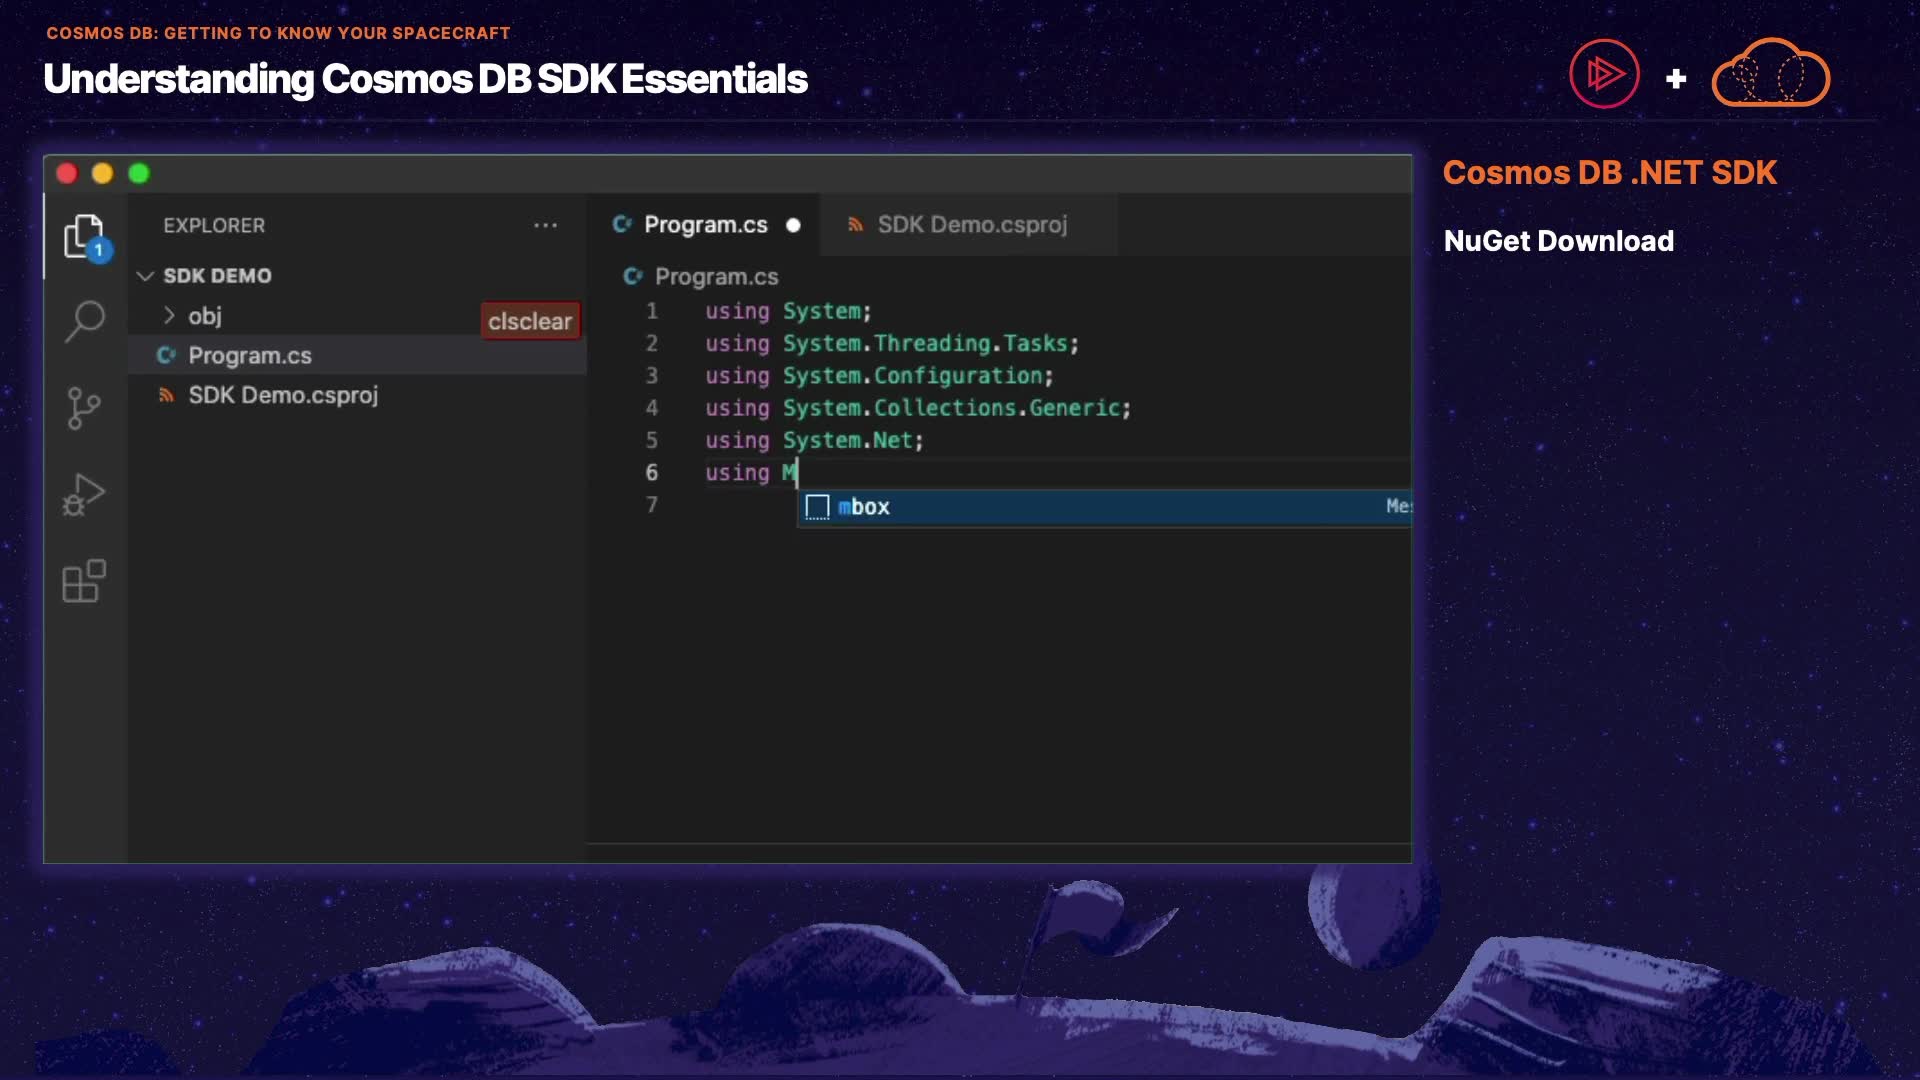 COSMOS DB: GETTING TO KNOW YOUR SPACECRAFT
Understanding Cosmos DB SDK Essentials
+
EXPLORER
1
SDK DEMO
obj
clsclear
Program.cs
SDK Demo.csproj
Program.cs
SDK Demo.csproj
Program.cs
1 using System;
2 using System.Threading.Tasks;
3 using System.Configuration;
4 using System.Collections.Generic;
5 using System.Net;
6 using M
7
mbox
Mes
Cosmos DB .NET SDK
NuGet Download